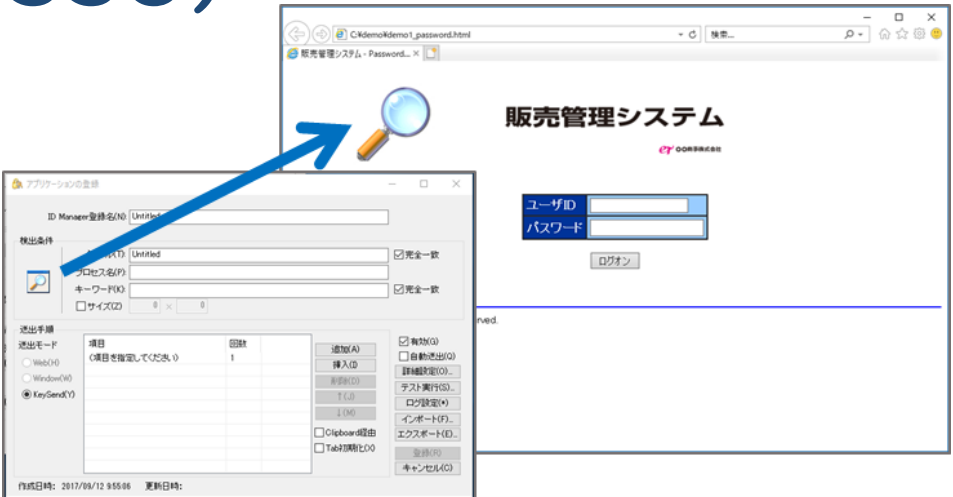 C:¥demo¥demo1_password.html
検索...
販売管理システム - Password...
販売管理システム
ユーザID
パスワード
ログオン
rved.
アプリケーションの登録
ID Manager登録名(N): Untitled
検出条件
Untitled
完全一致
プロセス名(P):
キーワード(K):
完全一致
サイズ(Z) 0 × 0
送出手順
送出モード
Web(H)
Window(W)
KeySend(Y)
項目 回数
(項目を指定してください) 1
追加(A)
挿入(I)
削除(D)
↑(J)
↓(M)
Clipboard経由
Tab初期化(X)
有効(G)
自動送出(Q)
詳細設定(O)...
テスト実行(S)...
ログ設定(*)
インポート(F)...
エクスポート(E)...
登録(R)
キャンセル(C)
作成日時: 2017/09/12 9:55:06 更新日時: